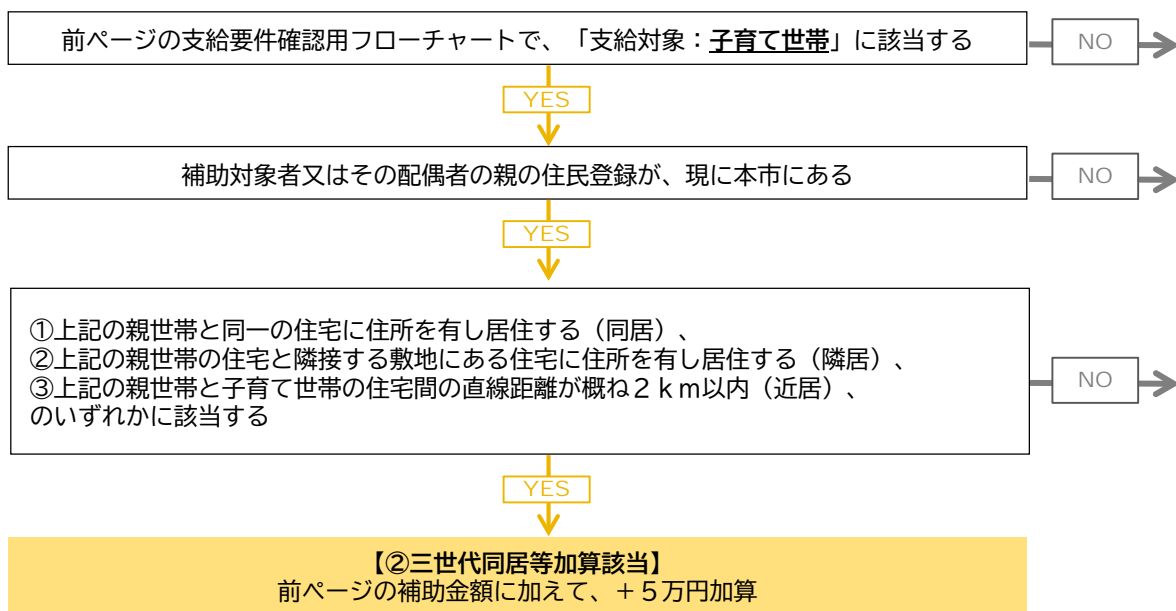 前ページの支給要件確認用フローチャートで、「支給対象：子育て世帯」に該当する
NO
YES
補助対象者又はその配偶者の親の住民登録が、現に本市にある
NO
YES
①上記の親世帯と同一の住宅に住所を有し居住する（同居）、
②上記の親世帯の住宅と隣接する敷地にある住宅に住所を有し居住する（隣居）、
③上記の親世帯と子育て世帯の住宅間の直線距離が概ね２ｋｍ以内（近居）、
のいずれかに該当する
NO
YES
【②三世代同居等加算該当】
前ページの補助金額に加えて、＋５万円加算